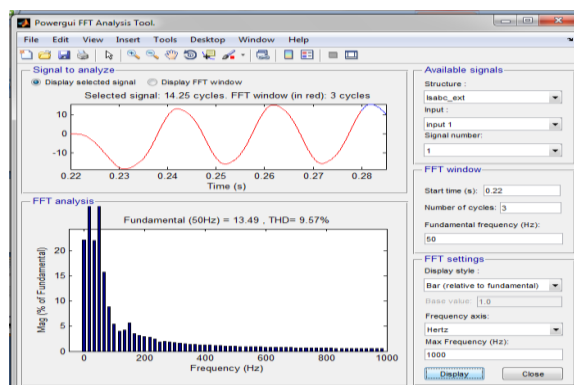 Powergui FFT Analysis Tool.
File Edit View Insert Tools Desktop Window Help
Signal to analyze
Display selected signal Display FFT window
Selected signal: 14.25 cycles. FFT window (in red): 3 cycles
10
0
-10
0.22 0.23 0.24 0.25 0.26 0.27 0.28
Time (s)
FFT analysis
Fundamental (50Hz) = 13.49 , THD= 9.57%
Mag (% of Fundamental)
20
15
10
5
0
0 200 400 600 800 1000
Frequency (Hz)
Available signals
Structure :
Isabc_ext
Input :
input 1
Signal number:
1
FFT window
Start time (s): 0.22
Number of cycles: 3
Fundamental frequency (Hz):
50
FFT settings
Display style :
Bar (relative to fundamental)
Base value: 1.0
Frequency axis:
Hertz
Max Frequency (Hz):
1000
Display Close